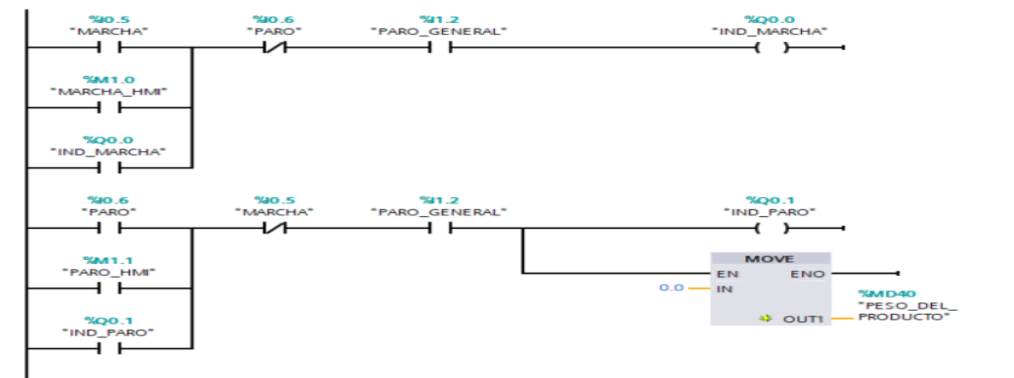 %I0.5 %I0.6 %I1.2 %Q0.0
"MARCHA" "PARO" "PARO_GENERAL" "IND_MARCHA"
%M1.0
"MARCHA_HMI"
%Q0.0
"IND_MARCHA"
%I0.6 %I0.5 %I1.2 %Q0.1
"PARO" "MARCHA" "PARO_GENERAL" "IND_PARO"
%M1.1
"PARO_HMI"
%Q0.1
"IND_PARO"
MOVE
EN ENO
0.0 IN
OUT1
%MD40
"PESO_DEL_
PRODUCTO"